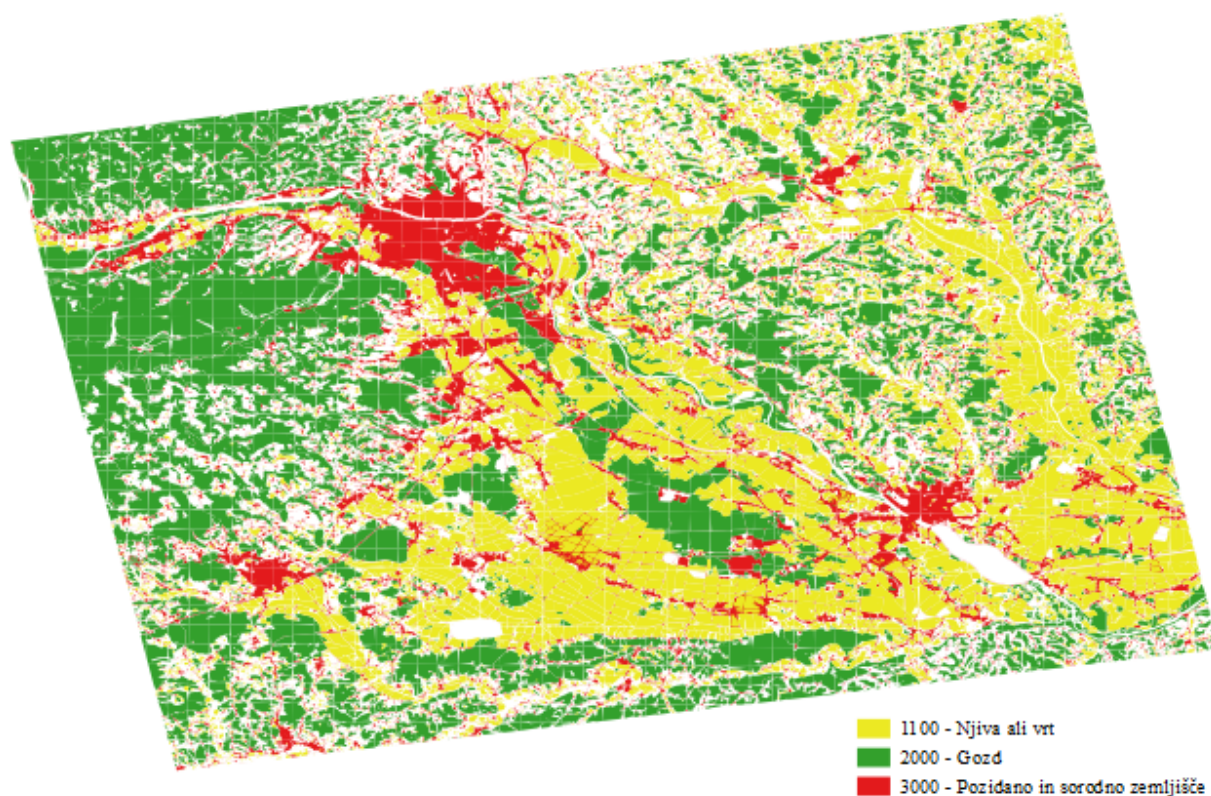 1100 - Njiva ali vrt
2000 - Gozd
3000 - Pozidano in sorodno zemljišče